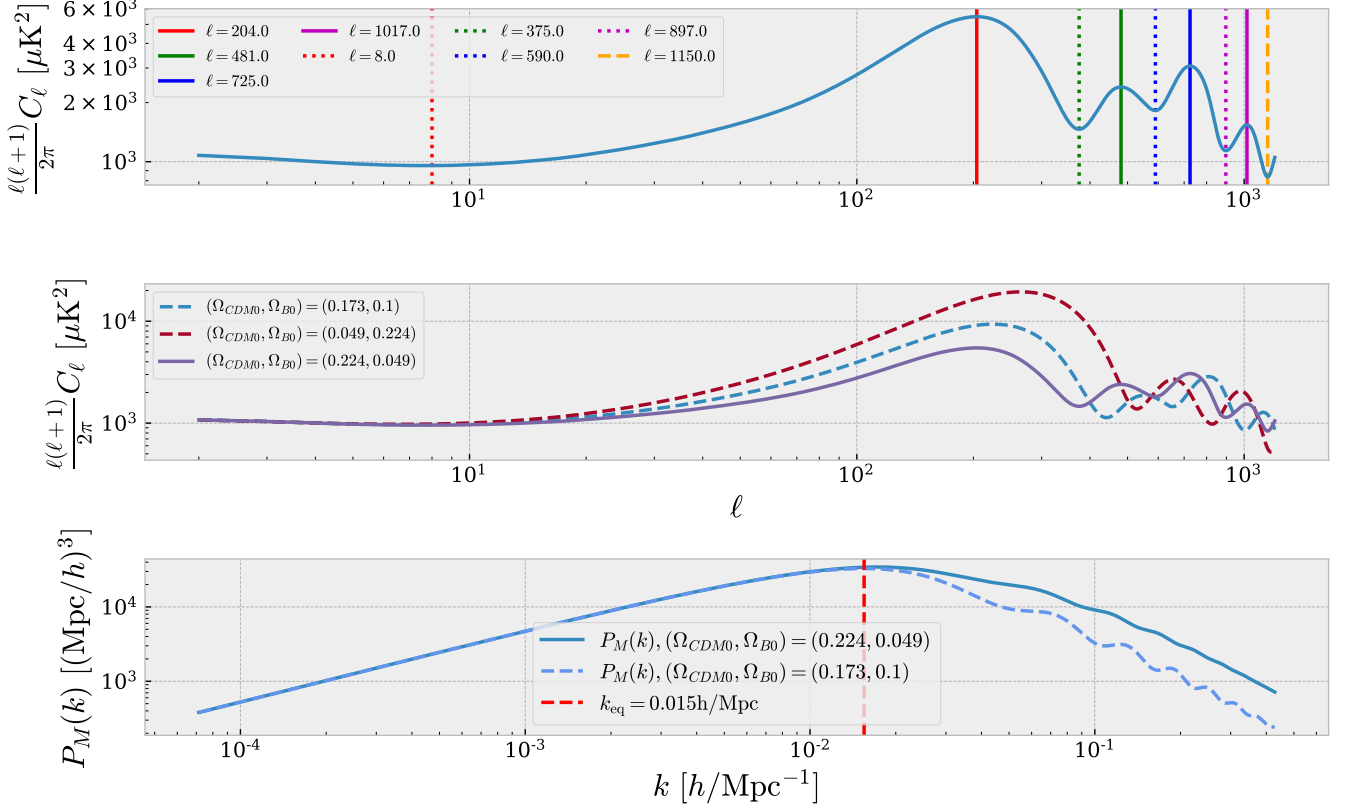 6 × 10³
4 × 10³
3 × 10³
2 × 10³
10³
ℓ(ℓ+1)/2π C_ℓ [μK²]
ℓ = 204.0
ℓ = 481.0
ℓ = 725.0
ℓ = 1017.0
ℓ = 8.0
ℓ = 375.0
ℓ = 590.0
ℓ = 897.0
ℓ = 1150.0
10¹ 10² 10³
10⁴
10³
ℓ(ℓ+1)/2π C_ℓ [μK²]
(Ω_CDM0, Ω_B0) = (0.173, 0.1)
(Ω_CDM0, Ω_B0) = (0.049, 0.224)
(Ω_CDM0, Ω_B0) = (0.224, 0.049)
10¹ 10² 10³
ℓ
10⁴
10³
P_M(k) [(Mpc/h)³]
P_M(k), (Ω_CDM0, Ω_B0) = (0.224, 0.049)
P_M(k), (Ω_CDM0, Ω_B0) = (0.173, 0.1)
k_eq = 0.015h/Mpc
10⁻⁴ 10⁻³ 10⁻² 10⁻¹
k [h/Mpc⁻¹]